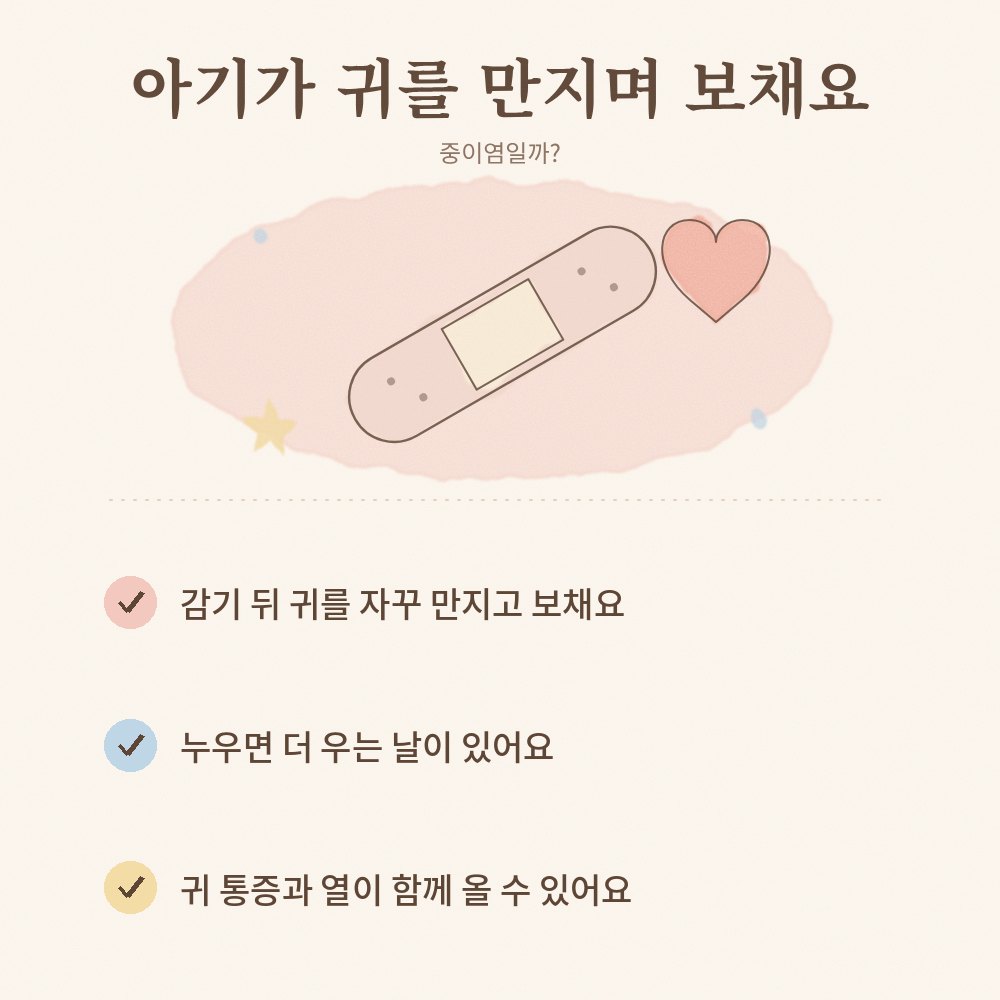 아기가 귀를 만지며 보채요
중이염일까?
감기 뒤 귀를 자꾸 만지고 보채요
누우면 더 우는 날이 있어요
귀 통증과 열이 함께 올 수 있어요